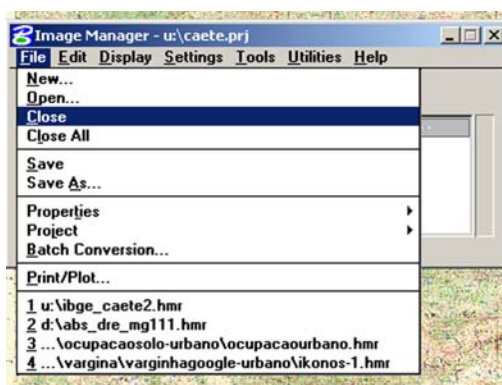 Image Manager - u:\caete.prj
File Edit Display Settings Tools Utilities Help
New...
Open...
Close
Close All
Save
Save As...
Properties
Project
Batch Conversion...
Print/Plot...
1 u:\ibge_caete2.hmr
2 d:\abs_dre_mg111.hmr
3 ...\ocupacaosolo-urbano\ocupacaourbano.hmr
4 ...\vargina\varginhagoogle-urbano\ikonos-1.hmr